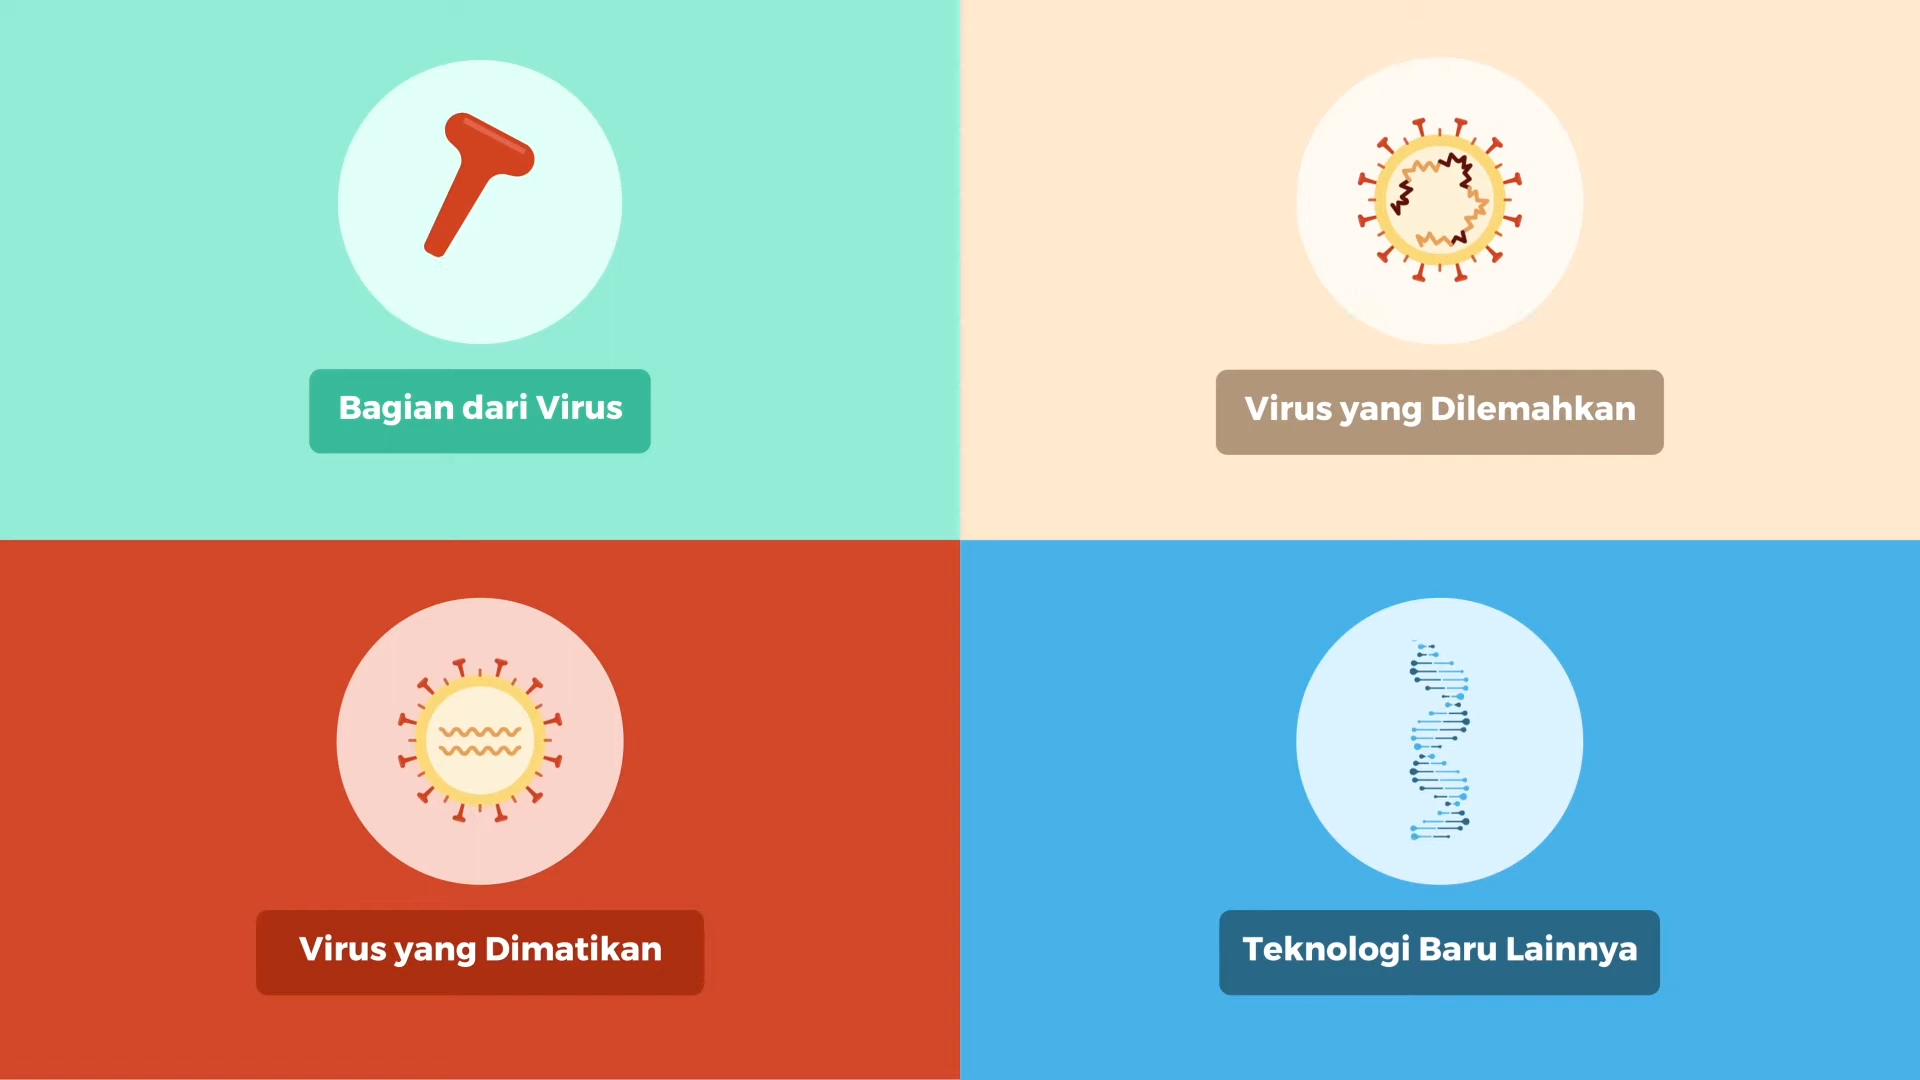 Bagian dari Virus
Virus yang Dilemahkan
Virus yang Dimatikan
Teknologi Baru Lainnya